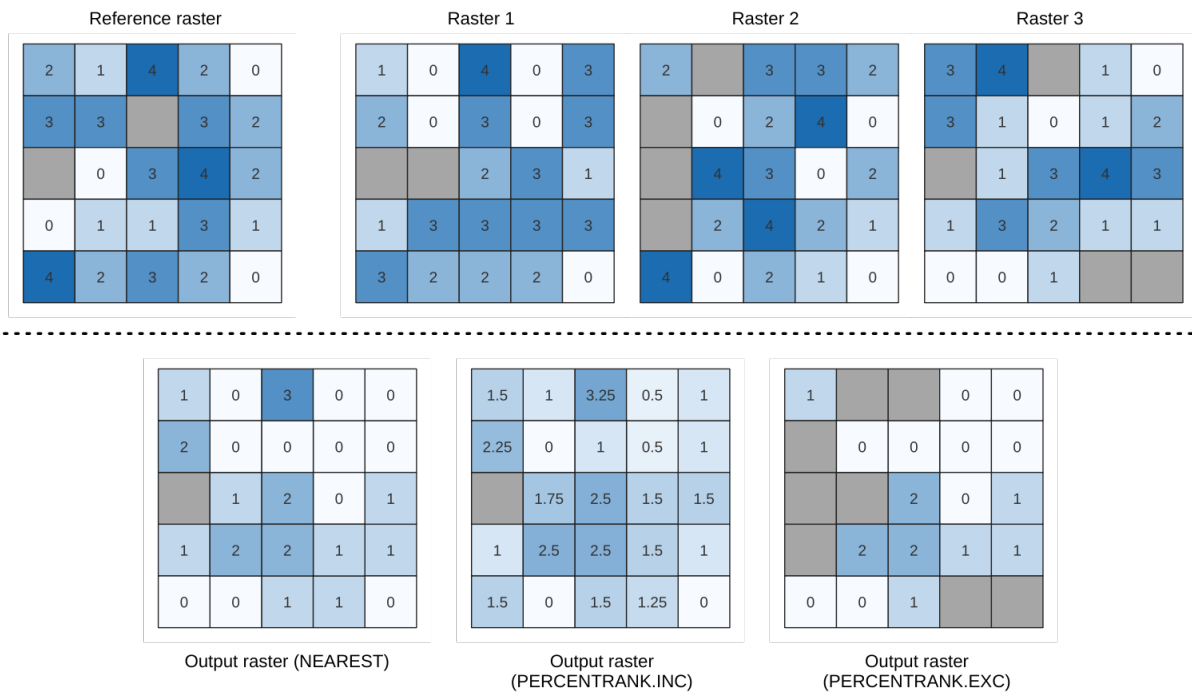 Reference raster Raster 1 Raster 2 Raster 3
2 1 4 2 0 1 0 4 0 3 2 3 3 2 3 4 1 0
3 3 3 2 2 0 3 0 3 0 2 4 0 3 1 0 1 2
0 3 4 2 2 3 1 4 3 0 2 1 3 4 3
0 1 1 3 1 1 3 3 3 3 2 4 2 1 1 3 2 1 1
4 2 3 2 0 3 2 2 2 0 4 0 2 1 0 0 0 1
1 0 3 0 0 1.5 1 3.25 0.5 1 1 0 0
2 0 0 0 0 2.25 0 1 0.5 1 0 0 0 0
1 2 0 1 1.75 2.5 1.5 1.5 2 0 1
1 2 2 1 1 1 2.5 2.5 1.5 1 2 2 1 1
0 0 1 1 0 1.5 0 1.5 1.25 0 0 0 1
Output raster (NEAREST) Output raster Output raster
(PERCENTRANK.INC) (PERCENTRANK.EXC)